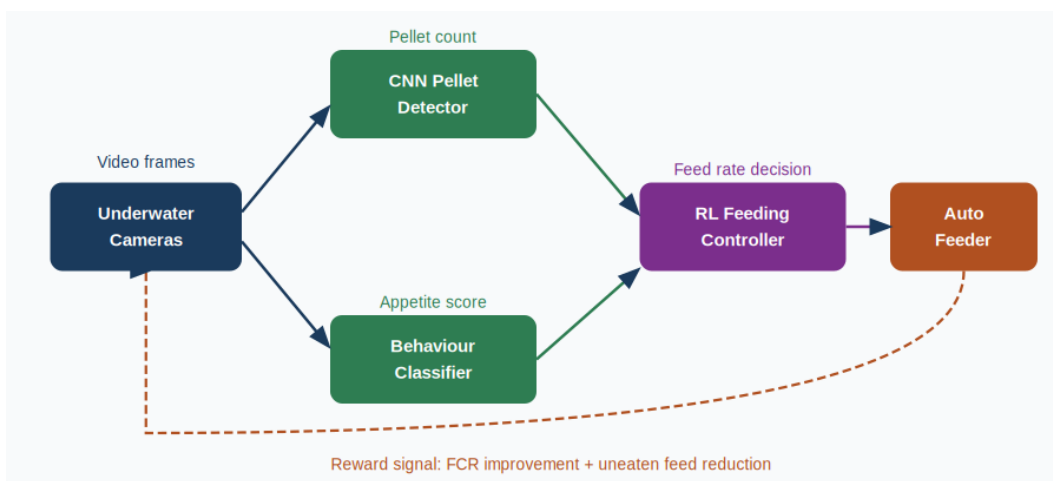 Pellet count
CNN Pellet
Detector
Video frames
Underwater
Cameras
Appetite score
Behaviour
Classifier
Feed rate decision
RL Feeding
Controller
Auto
Feeder
Reward signal: FCR improvement + uneaten feed reduction